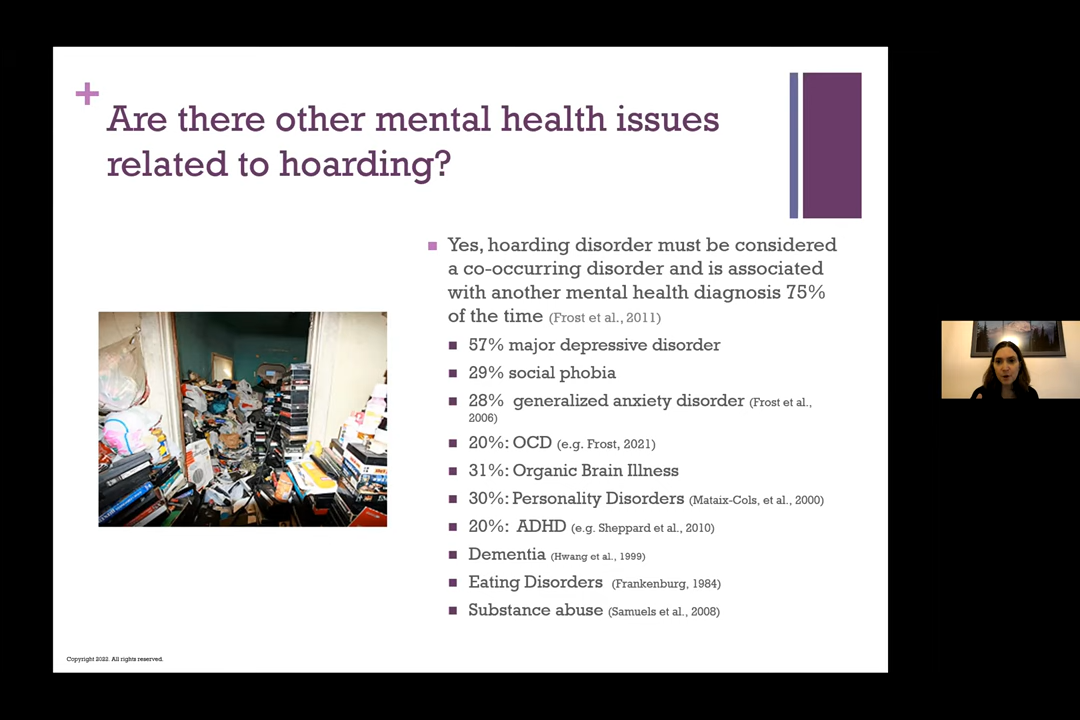 Are there other mental health issues
related to hoarding?
Yes, hoarding disorder must be considered
a co-occurring disorder and is associated
with another mental health diagnosis 75%
of the time (Frost et al., 2011)
57% major depressive disorder
29% social phobia
28% generalized anxiety disorder (Frost et al.,
2006)
20%: OCD (e.g. Frost, 2021)
31%: Organic Brain Illness
30%: Personality Disorders (Mataix-Cols, et al., 2000)
20%: ADHD (e.g. Sheppard et al., 2010)
Dementia (Hwang et al., 1999)
Eating Disorders (Frankenburg, 1984)
Substance abuse (Samuels et al., 2008)
Copyright 2022. All rights reserved.